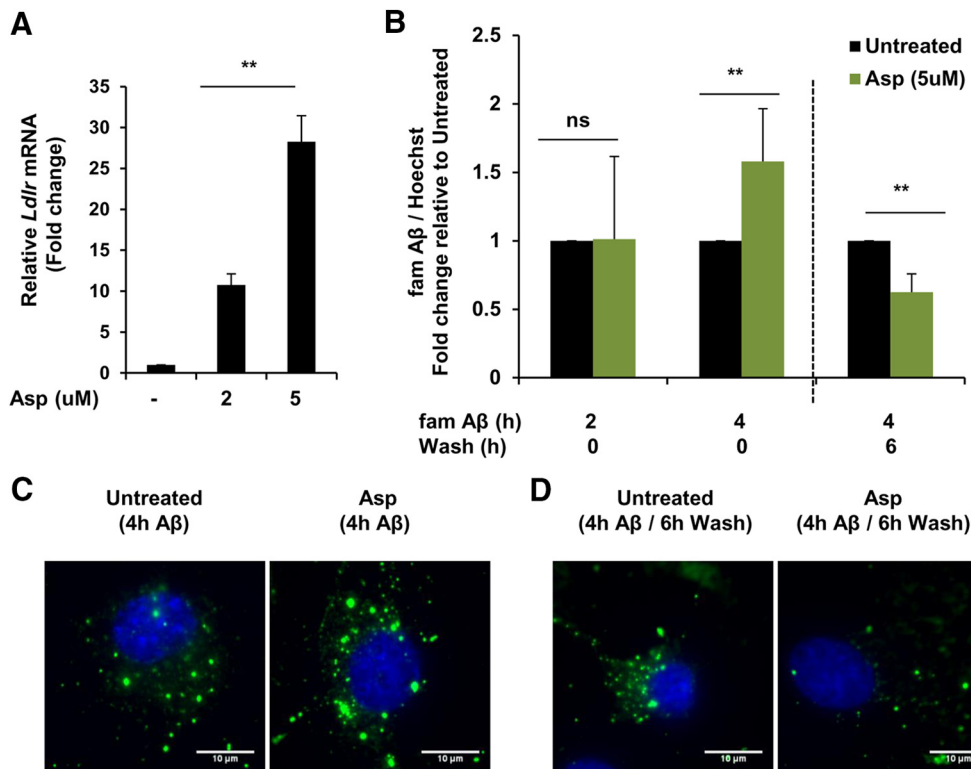 A
**
Relative Ldlr mRNA
(Fold change)
35
30
25
20
15
10
5
0
Asp (uM)
-
2
5
B
fam Aβ / Hoechst
Fold change relative to Untreated
2.5
2
1.5
1
0.5
0
ns
**
**
Untreated
Asp (5uM)
fam Aβ (h)
2
4
4
Wash (h)
0
0
6
C
Untreated
(4h Aβ)
Asp
(4h Aβ)
10 µm
10 µm
D
Untreated
(4h Aβ / 6h Wash)
Asp
(4h Aβ / 6h Wash)
10 µm
10 µm